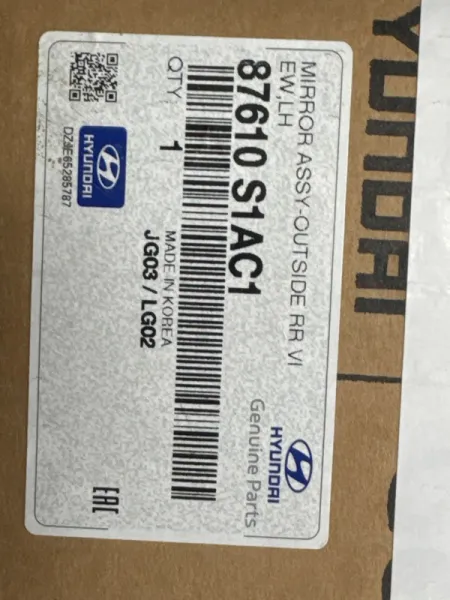 HYUNDAI
MIRROR ASSY-OUTSIDE RR VI
EW,LH
87610 S1AC1
QTY: 1
MADE IN KOREA
JG03 / LG02
HYUNDAI
DZ4E65285787
HYUNDAI
Genuine Parts
EAC